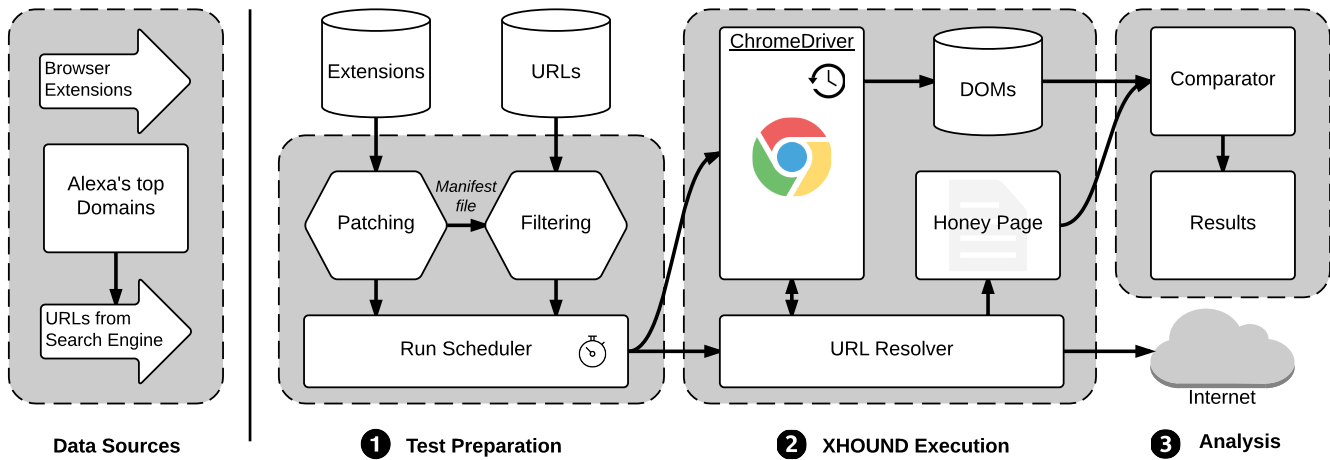 Browser
Extensions
Alexa's top
Domains
URLs from
Search Engine
Data Sources
Extensions
URLs
Manifest
file
Patching
Filtering
Run Scheduler
1 Test Preparation
ChromeDriver
DOMs
Honey Page
URL Resolver
2 XHOUND Execution
Comparator
Results
Internet
3 Analysis